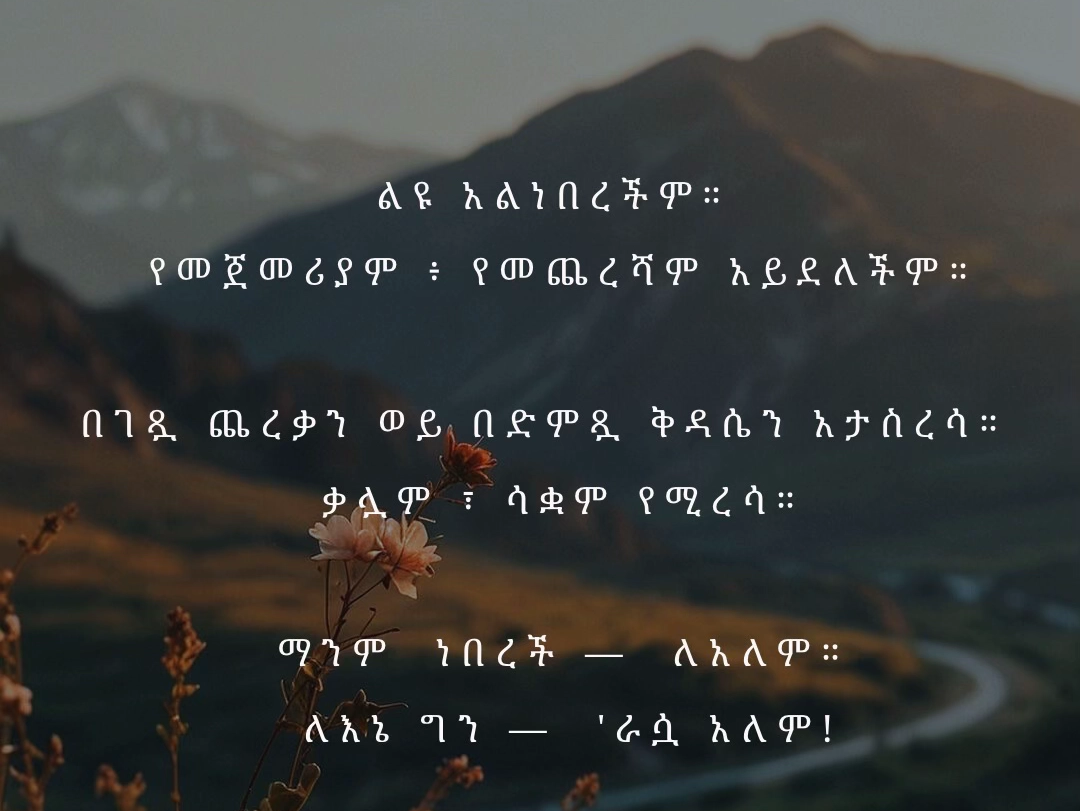 ልዩ አልነበረችም።
የመጀመሪያም ፥ የመጨረሻም አይደለችም።
በገጿ ጨረቃን ወይ በድምጿ ቅዳሴን አታስረሳ።
ቃሏም ፣ ሳቋም የሚረሳ።
ማንም ነበረች — ለአለም።
ለእኔ ግን — 'ራሷ አለም!